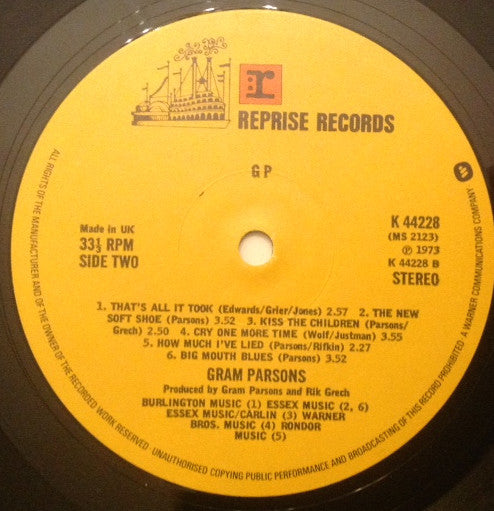 r
REPRISE RECORDS
G P
Made in UK
33⅓ RPM
SIDE TWO
K 44228
(MS 2123)
℗ 1973
K 44228 B
STEREO
1. THAT'S ALL IT TOOK (Edwards/Grier/Jones) 2.57 2. THE NEW
SOFT SHOE (Parsons) 3.52 3. KISS THE CHILDREN (Parsons/
Grech) 2.50 4. CRY ONE MORE TIME (Wolf/Justman) 3.55
5. HOW MUCH I'VE LIED (Parsons/Rifkin) 2.27
6. BIG MOUTH BLUES (Parsons) 3.52
GRAM PARSONS
Produced by Gram Parsons and Rik Grech
BURLINGTON MUSIC (1) ESSEX MUSIC (2, 6)
ESSEX MUSIC/CARLIN (3) WARNER
BROS. MUSIC (4) RONDOR
MUSIC (5)
ALL RIGHTS OF THE MANUFACTURER AND OF THE OWNER OF THE RECORDED WORK RESERVED. UNAUTHORISED COPYING PUBLIC PERFORMANCE AND BROADCASTING OF THIS RECORD PROHIBITED. A WARNER COMMUNICATIONS COMPANY